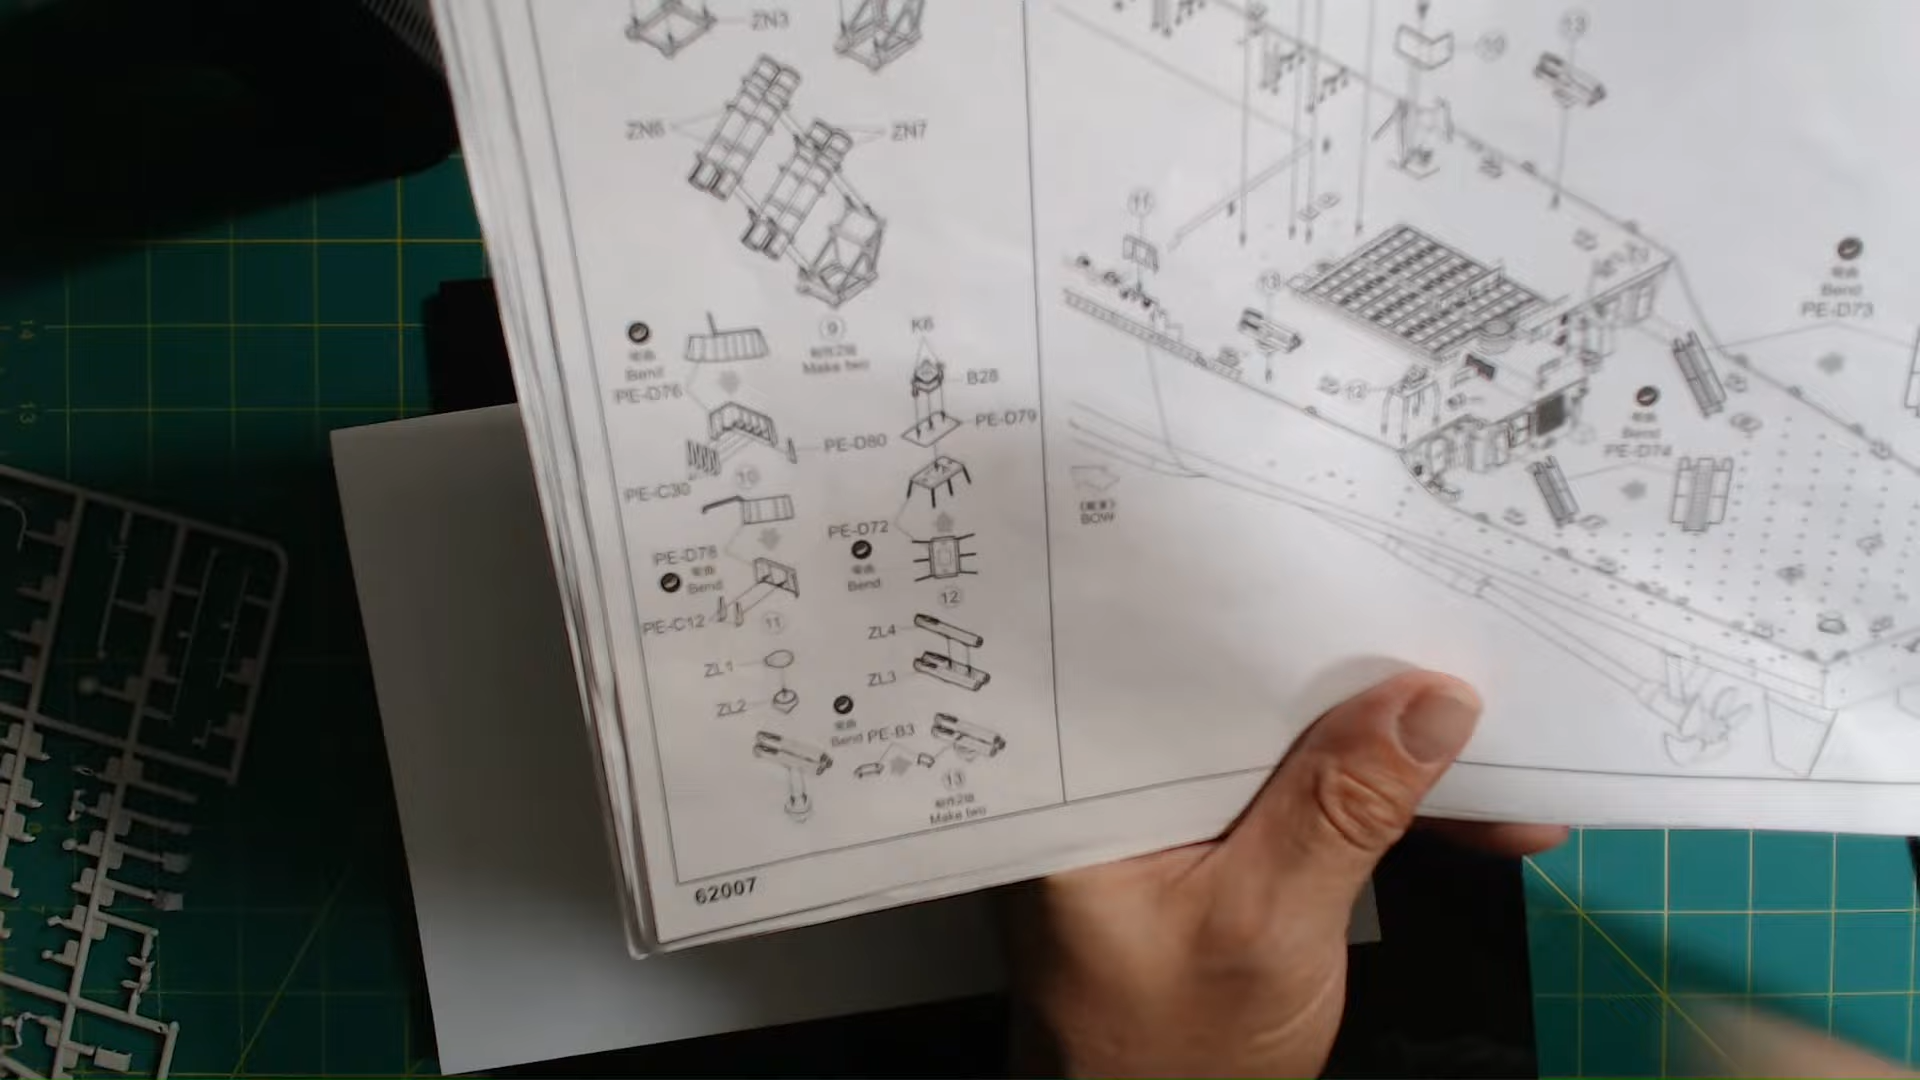 ZN3
ZN6
ZN7
9
Make two
Bend
PE-D76
PE-D80
PE-C30
10
PE-D78
Bend
PE-C12
11
ZL1
ZL2
K6
B28
PE-D79
PE-D72
Bend
12
ZL4
ZL3
Bend PE-B3
13
Make two
62007
10
13
11
13
12
Bend
PE-D73
Bend
PE-D74
BOW
14
13